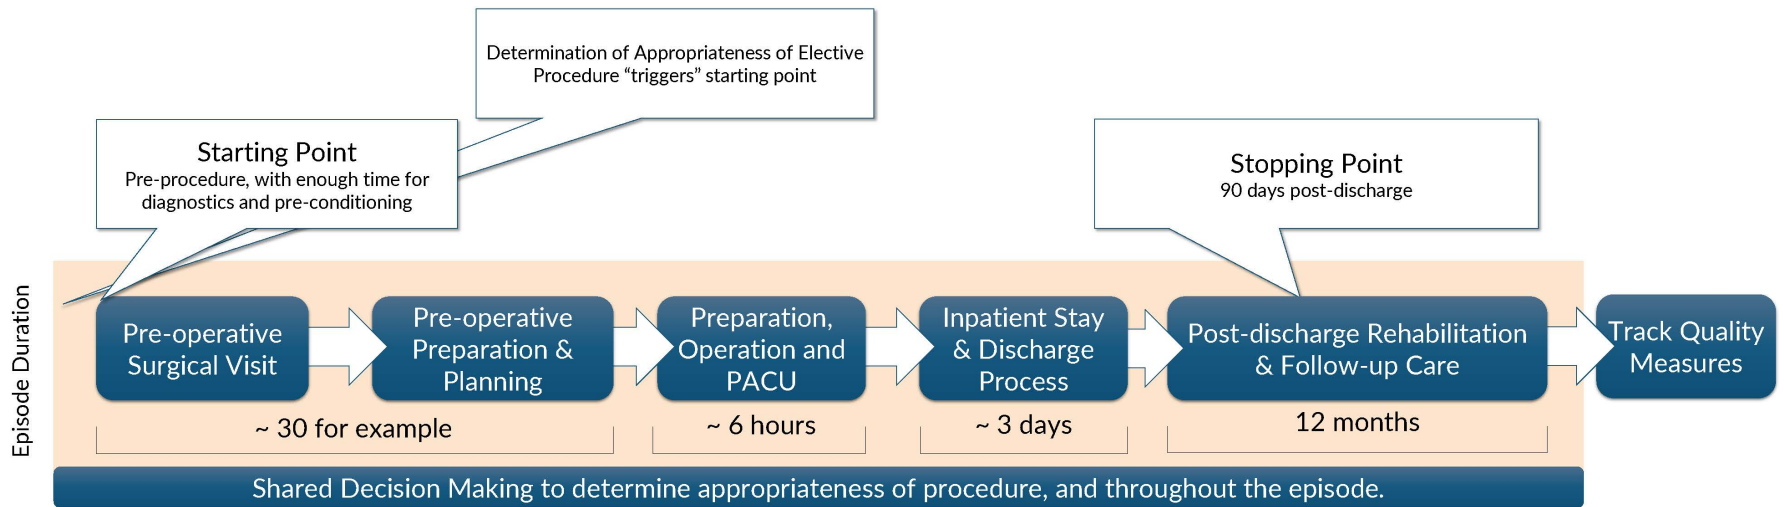 Determination of Appropriateness of Elective
Procedure “triggers” starting point
Starting Point
Pre-procedure, with enough time for
diagnostics and pre-conditioning
Stopping Point
90 days post-discharge
Episode Duration
Pre-operative
Surgical Visit
Pre-operative
Preparation &
Planning
Preparation,
Operation and
PACU
Inpatient Stay
& Discharge
Process
Post-discharge Rehabilitation
& Follow-up Care
Track Quality
Measures
~ 30 for example
~ 6 hours
~ 3 days
12 months
Shared Decision Making to determine appropriateness of procedure, and throughout the episode.